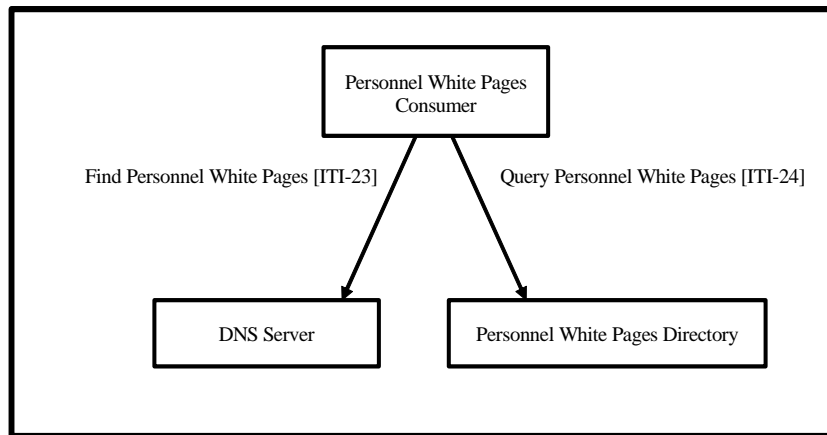 Personnel White Pages
Consumer
Find Personnel White Pages [ITI-23]
Query Personnel White Pages [ITI-24]
DNS Server
Personnel White Pages Directory